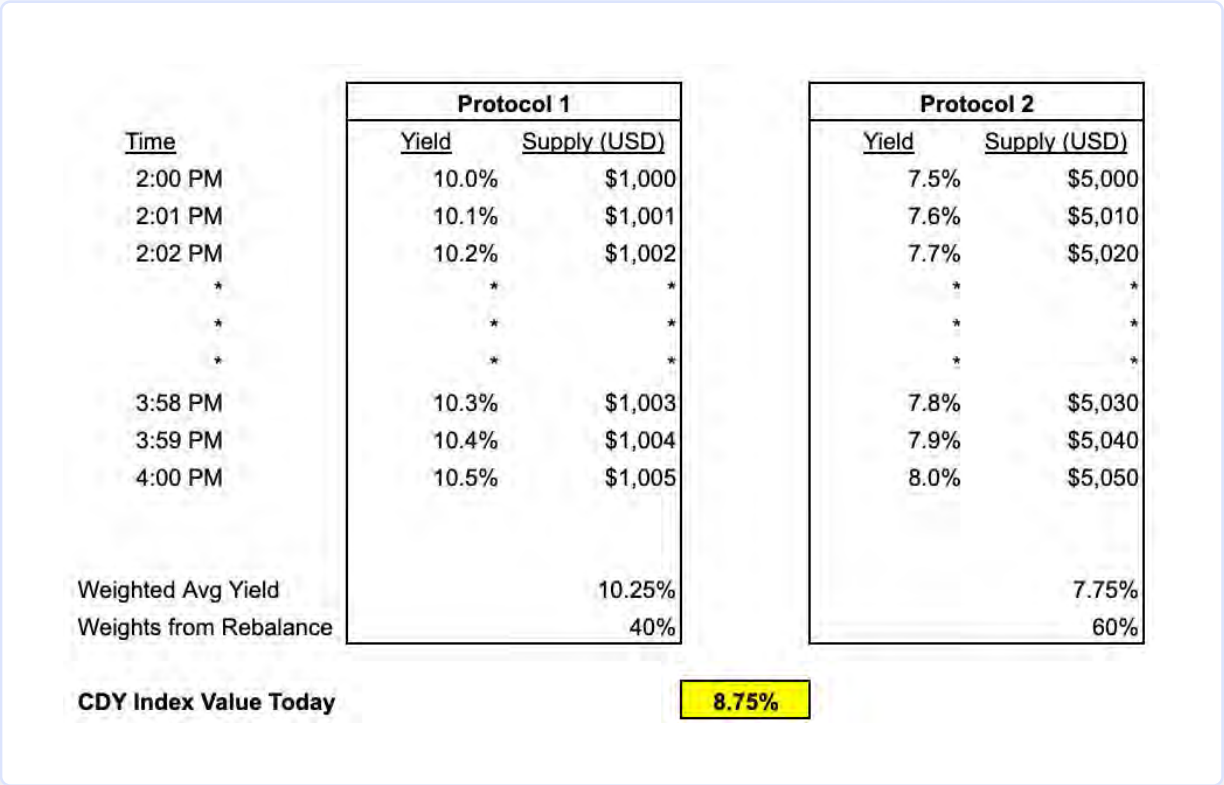 Protocol 1 Protocol 2
Time Yield Supply (USD) Yield Supply (USD)
2:00 PM 10.0% $1,000 7.5% $5,000
2:01 PM 10.1% $1,001 7.6% $5,010
2:02 PM 10.2% $1,002 7.7% $5,020
* * * * *
* * * * *
* * * * *
3:58 PM 10.3% $1,003 7.8% $5,030
3:59 PM 10.4% $1,004 7.9% $5,040
4:00 PM 10.5% $1,005 8.0% $5,050
Weighted Avg Yield 10.25% 7.75%
Weights from Rebalance 40% 60%
CDY Index Value Today 8.75%